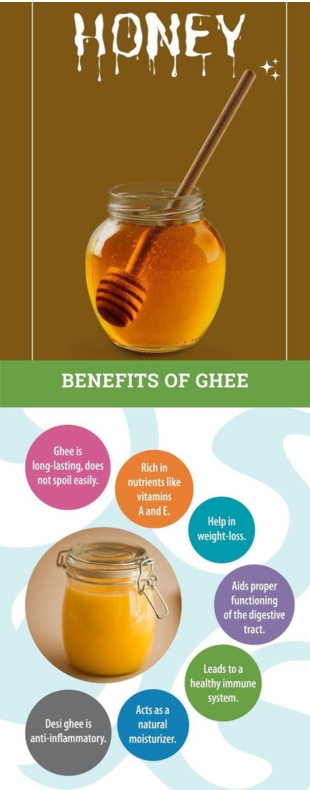 HONEY
BENEFITS OF GHEE
Ghee is
long-lasting, does
not spoil easily.
Rich in
nutrients like
vitamins
A and E.
Help in
weight-loss.
Aids proper
functioning
of the digestive
tract.
Leads to a
healthy immune
system.
Acts as a
natural
moisturizer.
Desi ghee is
anti-inflammatory.